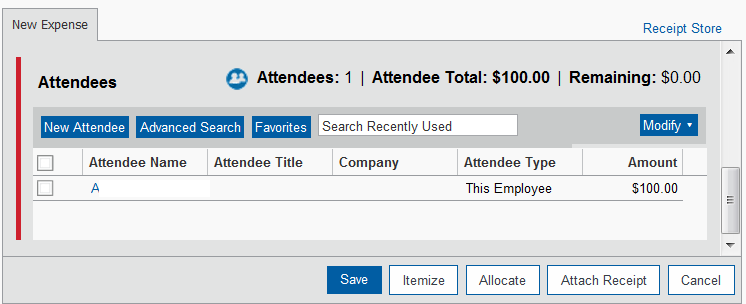 New Expense
Receipt Store
Attendees
Attendees: 1 | Attendee Total: $100.00 | Remaining: $0.00
New Attendee Advanced Search Favorites Search Recently Used Modify
Attendee Name Attendee Title Company Attendee Type Amount
A This Employee $100.00
Save Itemize Allocate Attach Receipt Cancel